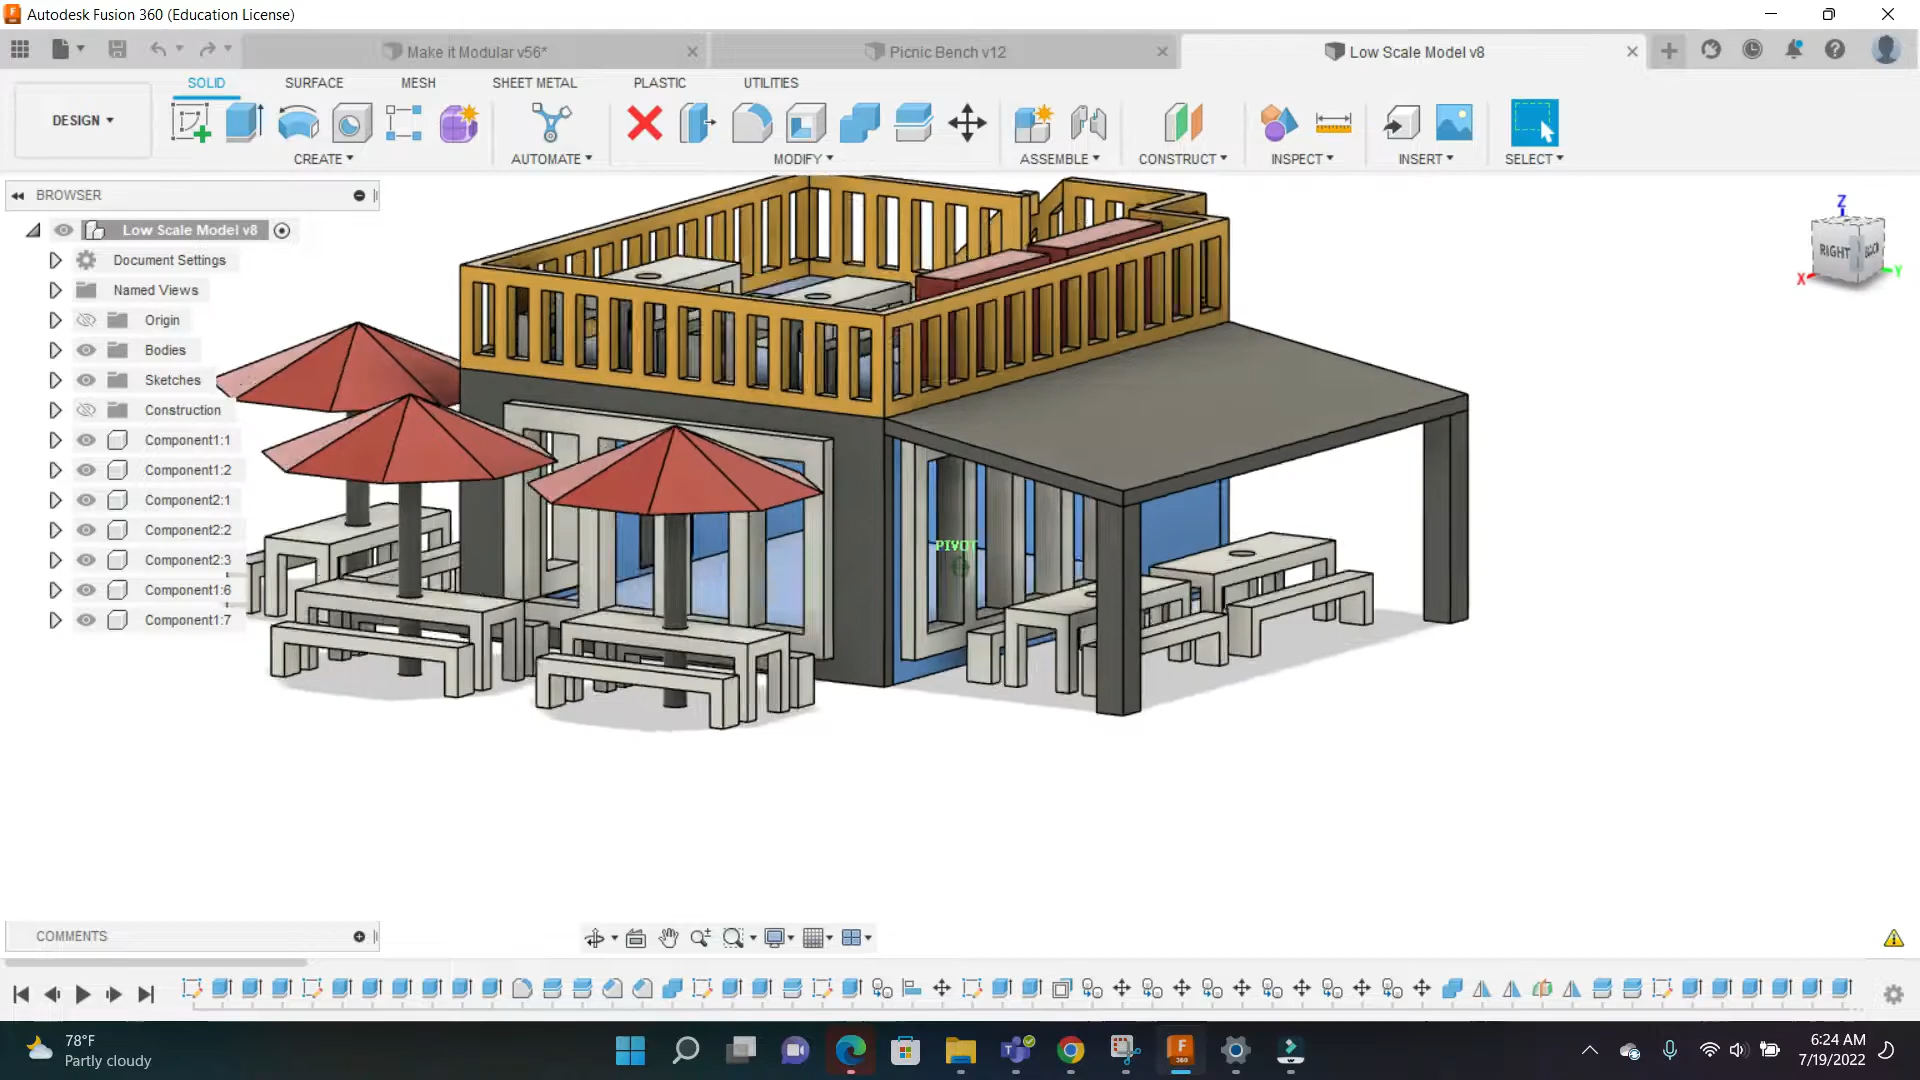 Autodesk Fusion 360 (Education License)
Make it Modular v56*
Picnic Bench v12
Low Scale Model v8
SOLID
SURFACE
MESH
SHEET METAL
PLASTIC
UTILITIES
DESIGN
CREATE
AUTOMATE
MODIFY
ASSEMBLE
CONSTRUCT
INSPECT
INSERT
SELECT
BROWSER
Low Scale Model v8
Document Settings
Named Views
Origin
Bodies
Sketches
Construction
Component1:1
Component1:2
Component2:1
Component2:2
Component2:3
Component1:6
Component1:7
Z
RIGHT
BACK
X
Y
PIVOT
COMMENTS
78°F
Partly cloudy
F
360
6:24 AM
7/19/2022